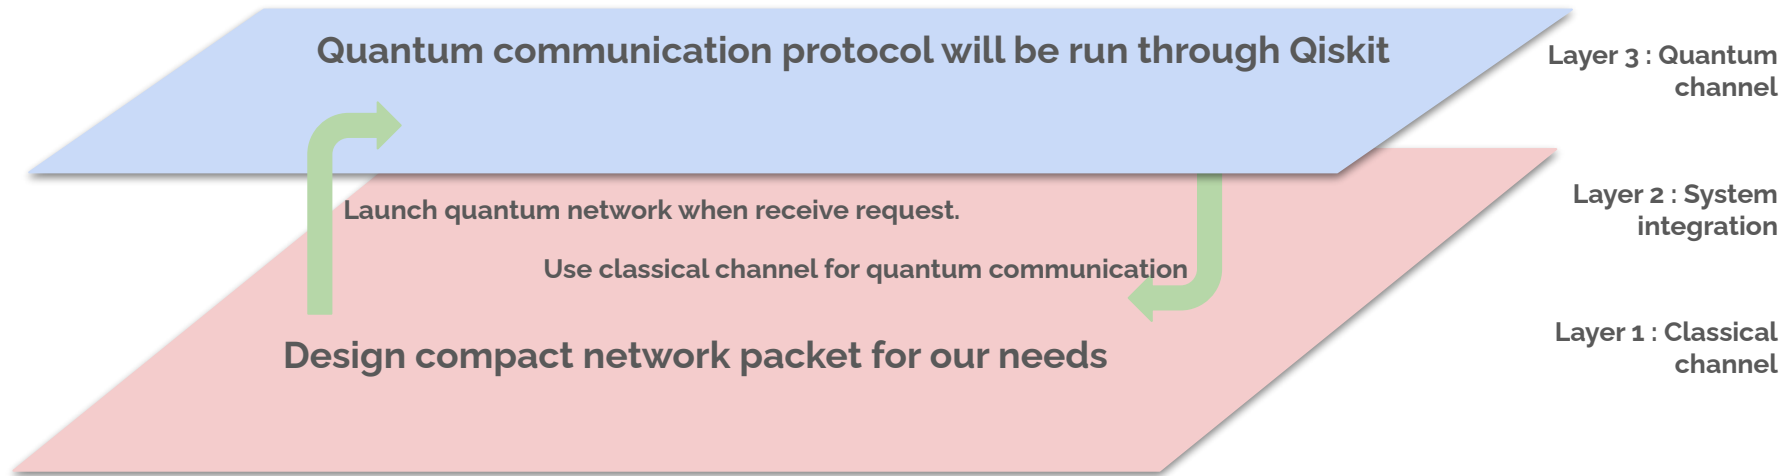 Quantum communication protocol will be run through Qiskit
Layer 3 : Quantum
channel
Launch quantum network when receive request.
Layer 2 : System
integration
Use classical channel for quantum communication
Design compact network packet for our needs
Layer 1 : Classical
channel